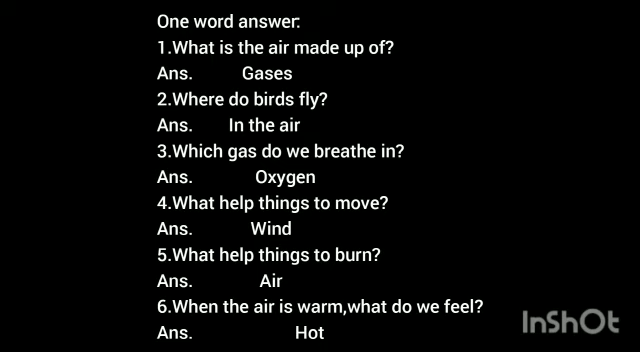 One word answer:
1.What is the air made up of?
Ans. Gases
2.Where do birds fly?
Ans. In the air
3.Which gas do we breathe in?
Ans. Oxygen
4.What help things to move?
Ans. Wind
5.What help things to burn?
Ans. Air
6.When the air is warm,what do we feel?
Ans. Hot
InShOt